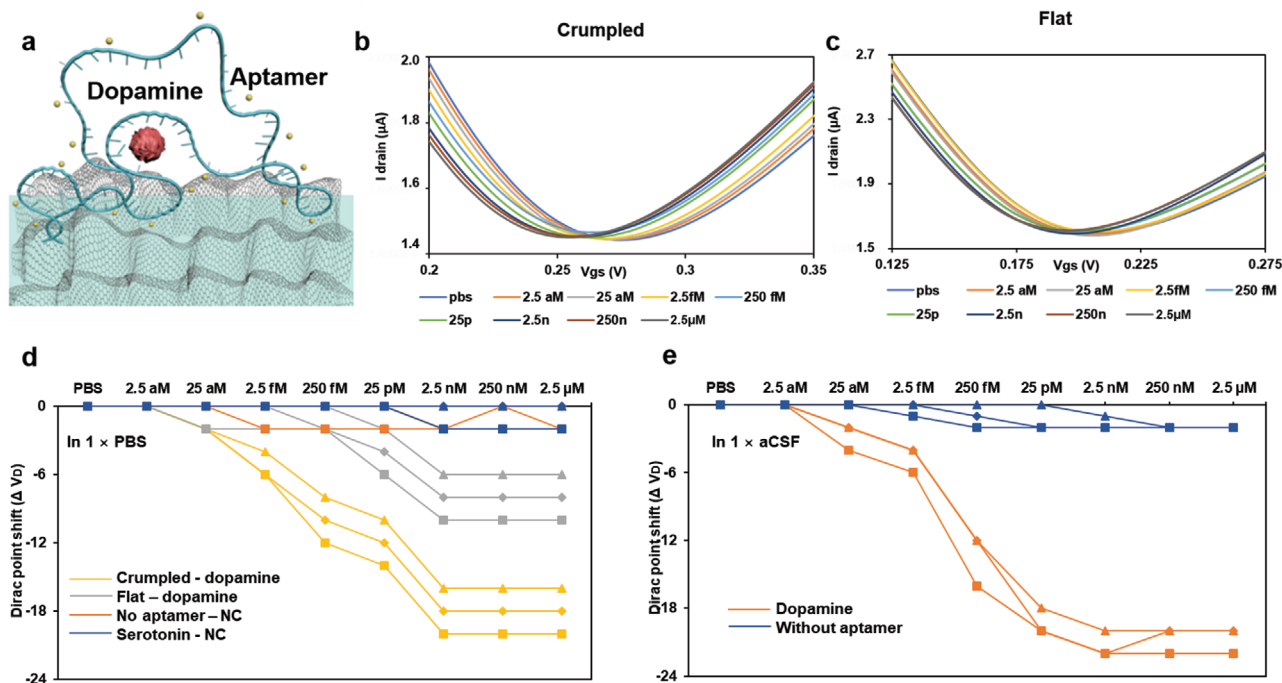 a
Dopamine
Aptamer
b
Crumpled
I drain (µA)
2.0
1.8
1.6
1.4
0.2
0.25
0.3
0.35
Vgs (V)
pbs
2.5 aM
25 aM
2.5fM
250 fM
25p
2.5n
250n
2.5µM
c
Flat
I drain (µA)
2.7
2.3
1.9
1.5
0.125
0.175
0.225
0.275
Vgs (V)
pbs
2.5 aM
25 aM
2.5fM
250 fM
25p
2.5n
250n
2.5µM
d
PBS
2.5 aM
25 aM
2.5 fM
250 fM
25 pM
2.5 nM
250 nM
2.5 µM
0
-6
-12
-18
-24
Dirac point shift (Δ VD)
In 1 × PBS
Crumpled - dopamine
Flat – dopamine
No aptamer – NC
Serotonin - NC
e
PBS
2.5 aM
25 aM
2.5 fM
250 fM
25 pM
2.5 nM
250 nM
2.5 µM
0
-6
-12
-18
-24
Dirac point shift (Δ VD)
In 1 × aCSF
Dopamine
Without aptamer